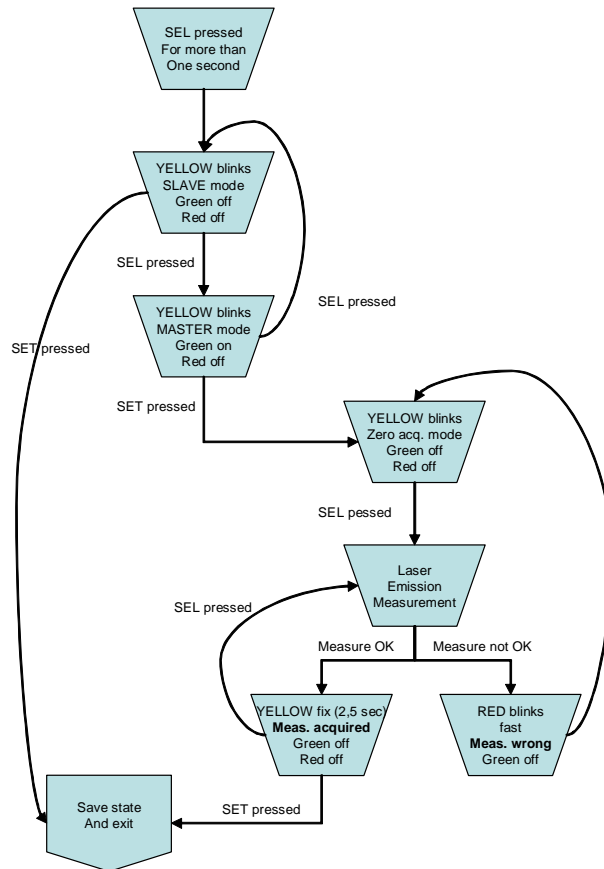 SEL pressed
For more than
One second
YELLOW blinks
SLAVE mode
Green off
Red off
SEL pressed
SEL pressed
YELLOW blinks
MASTER mode
Green on
Red off
SET pressed
SET pressed
YELLOW blinks
Zero acq. mode
Green off
Red off
SEL pessed
Laser
Emission
Measurement
SEL pressed
Measure OK
Measure not OK
YELLOW fix (2,5 sec)
Meas. acquired
Green off
Red off
RED blinks
fast
Meas. wrong
Green off
SET pressed
Save state
And exit